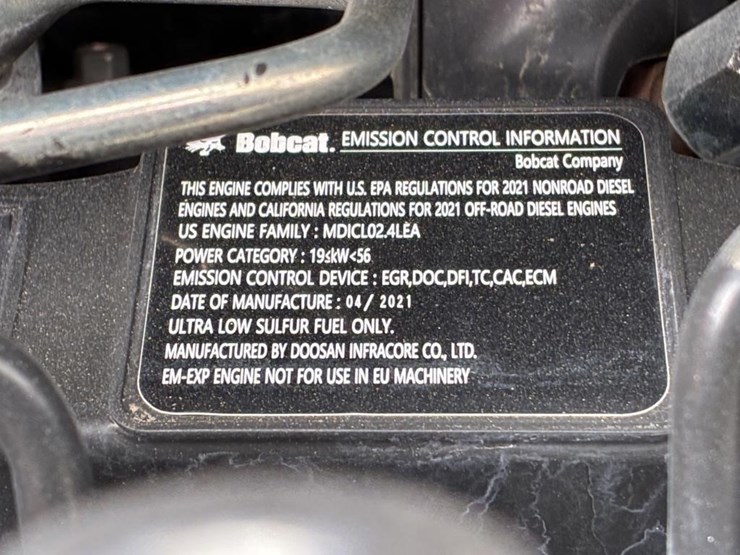 Bobcat. EMISSION CONTROL INFORMATION
Bobcat Company
THIS ENGINE COMPLIES WITH U.S. EPA REGULATIONS FOR 2021 NONROAD DIESEL
ENGINES AND CALIFORNIA REGULATIONS FOR 2021 OFF-ROAD DIESEL ENGINES
US ENGINE FAMILY : MDICL02.4LEA
POWER CATEGORY : 19≤kW<56
EMISSION CONTROL DEVICE : EGR,DOC,DFI,TC,CAC,ECM
DATE OF MANUFACTURE : 04/ 2021
ULTRA LOW SULFUR FUEL ONLY.
MANUFACTURED BY DOOSAN INFRACORE CO., LTD.
EM-EXP ENGINE NOT FOR USE IN EU MACHINERY